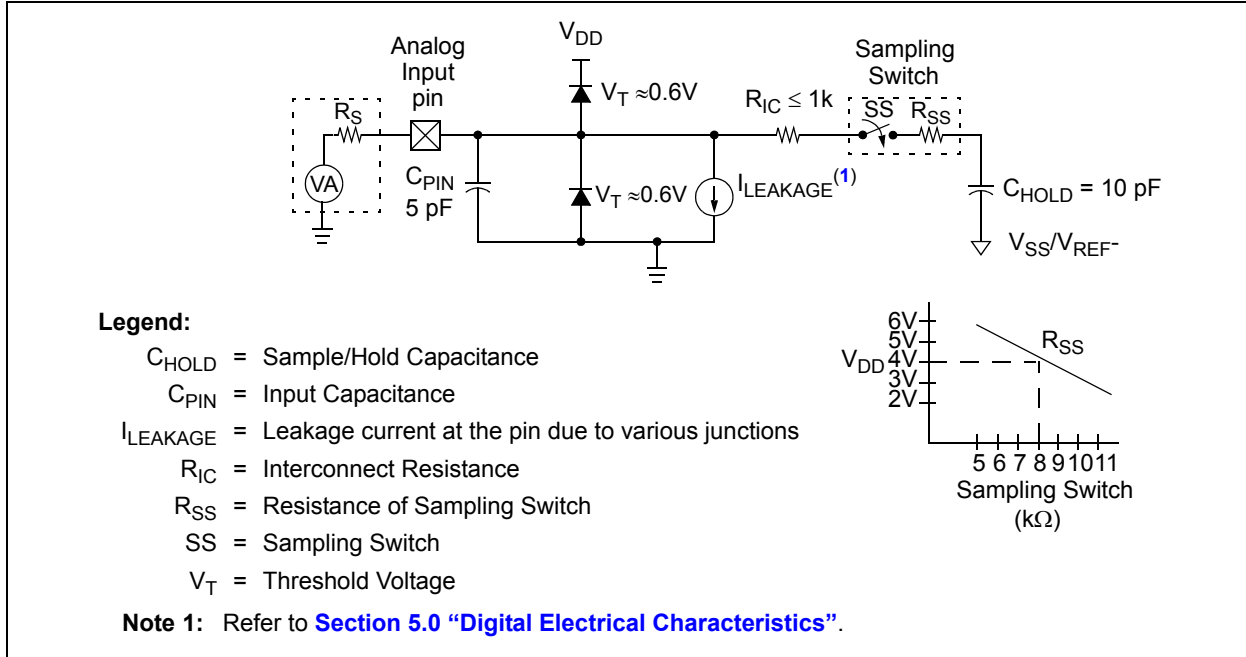 V_DD
Analog
Input
pin
Sampling
Switch
V_T ≈0.6V
R_IC ≤ 1k
SS
R_SS
R_S
VA
C_PIN
5 pF
V_T ≈0.6V
I_LEAKAGE(1)
C_HOLD = 10 pF
V_SS/V_REF-
Legend:
C_HOLD = Sample/Hold Capacitance
C_PIN = Input Capacitance
I_LEAKAGE = Leakage current at the pin due to various junctions
R_IC = Interconnect Resistance
R_SS = Resistance of Sampling Switch
SS = Sampling Switch
V_T = Threshold Voltage
6V
5V
V_DD 4V
3V
2V
R_SS
5 6 7 8 9 10 11
Sampling Switch
(kΩ)
Note 1: Refer to Section 5.0 “Digital Electrical Characteristics”.